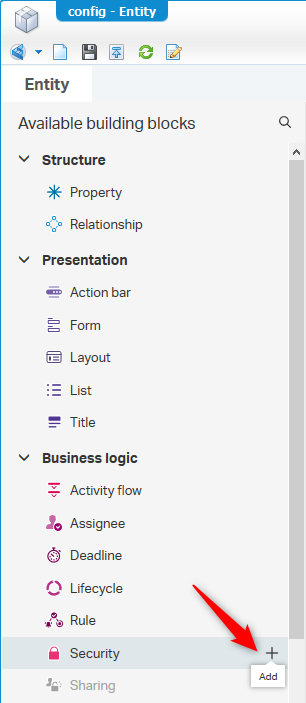 config - Entity
Entity
Available building blocks
Structure
Property
Relationship
Presentation
Action bar
Form
Layout
List
Title
Business logic
Activity flow
Assignee
Deadline
Lifecycle
Rule
Security
Add
Sharing